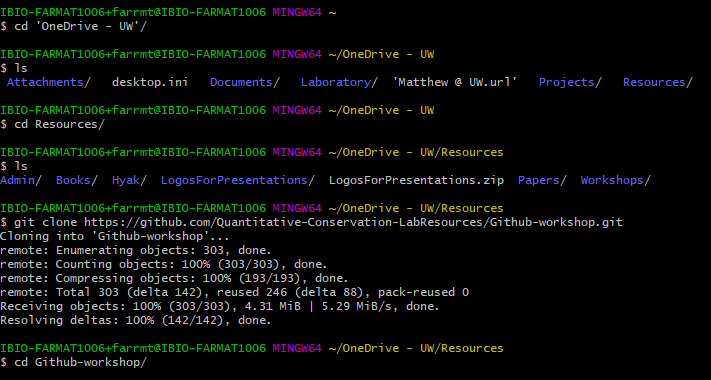 IBIO-FARMAT1006+farrmt@IBIO-FARMAT1006 MINGW64 ~
$ cd 'OneDrive - UW'/
IBIO-FARMAT1006+farrmt@IBIO-FARMAT1006 MINGW64 ~/OneDrive - UW
$ ls
Attachments/   desktop.ini   Documents/   Laboratory/  'Matthew @ UW.url'   Projects/   Resources/
IBIO-FARMAT1006+farrmt@IBIO-FARMAT1006 MINGW64 ~/OneDrive - UW
$ cd Resources/
IBIO-FARMAT1006+farrmt@IBIO-FARMAT1006 MINGW64 ~/OneDrive - UW/Resources
$ ls
Admin/  Books/  Hyak/  LogosForPresentations/  LogosForPresentations.zip  Papers/  Workshops/
IBIO-FARMAT1006+farrmt@IBIO-FARMAT1006 MINGW64 ~/OneDrive - UW/Resources
$ git clone https://github.com/Quantitative-Conservation-LabResources/Github-workshop.git
Cloning into 'Github-workshop'...
remote: Enumerating objects: 303, done.
remote: Counting objects: 100% (303/303), done.
remote: Compressing objects: 100% (193/193), done.
remote: Total 303 (delta 142), reused 246 (delta 88), pack-reused 0
Receiving objects: 100% (303/303), 4.31 MiB | 5.29 MiB/s, done.
Resolving deltas: 100% (142/142), done.
IBIO-FARMAT1006+farrmt@IBIO-FARMAT1006 MINGW64 ~/OneDrive - UW/Resources
$ cd Github-workshop/